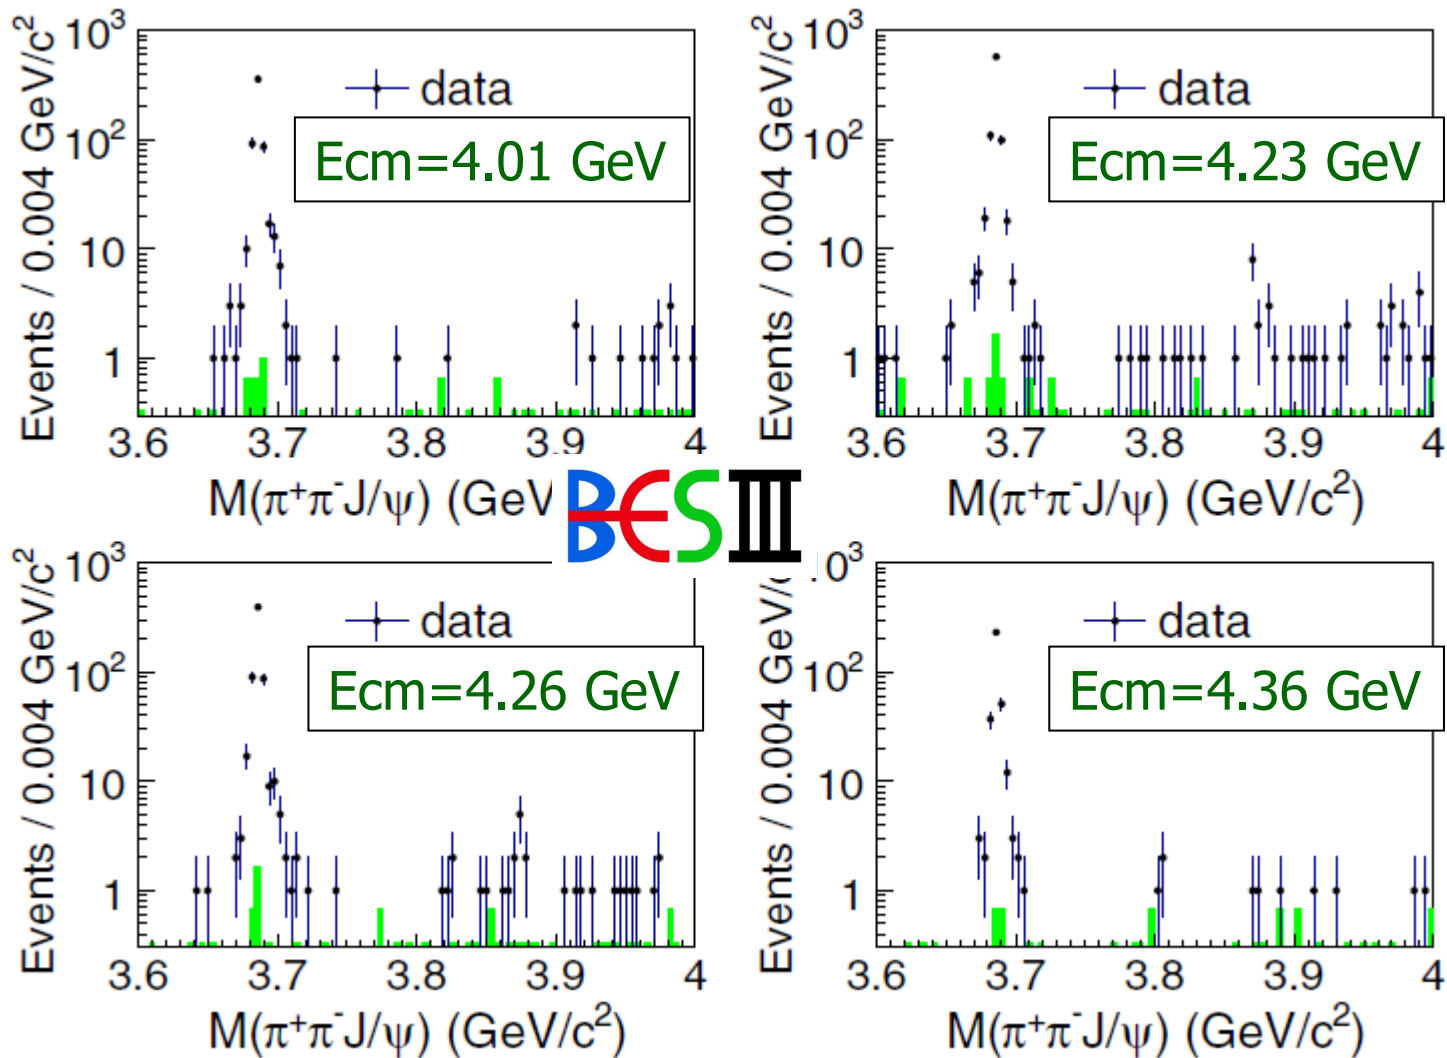 Events / 0.004 GeV/c²
10³
10²
10
1
data
Ecm=4.01 GeV
3.6 3.7 3.8 3.9 4
M(π⁺π⁻J/ψ) (GeV/
Events / 0.004 GeV/c²
10³
10²
10
1
data
Ecm=4.23 GeV
3.6 3.7 3.8 3.9 4
M(π⁺π⁻J/ψ) (GeV/c²)
BESIII
Events / 0.004 GeV/c²
10³
10²
10
1
data
Ecm=4.26 GeV
3.6 3.7 3.8 3.9 4
M(π⁺π⁻J/ψ) (GeV/c²)
Events / 0.004 GeV/c
0³
10²
10
1
data
Ecm=4.36 GeV
3.6 3.7 3.8 3.9 4
M(π⁺π⁻J/ψ) (GeV/c²)